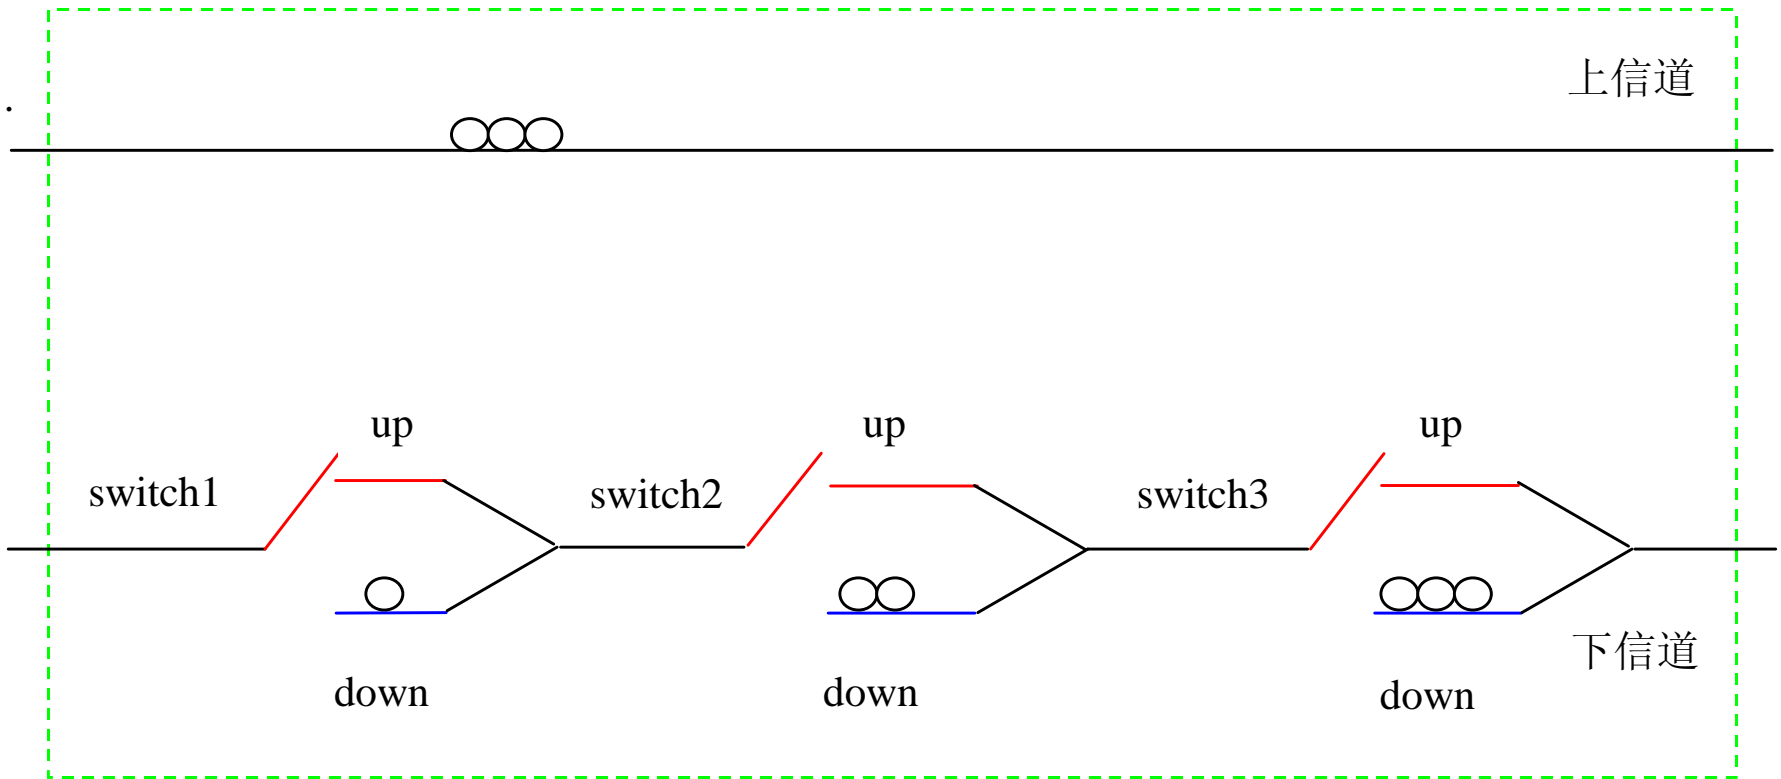 上信道
.
up
up
up
switch1
switch2
switch3
下信道
down
down
down